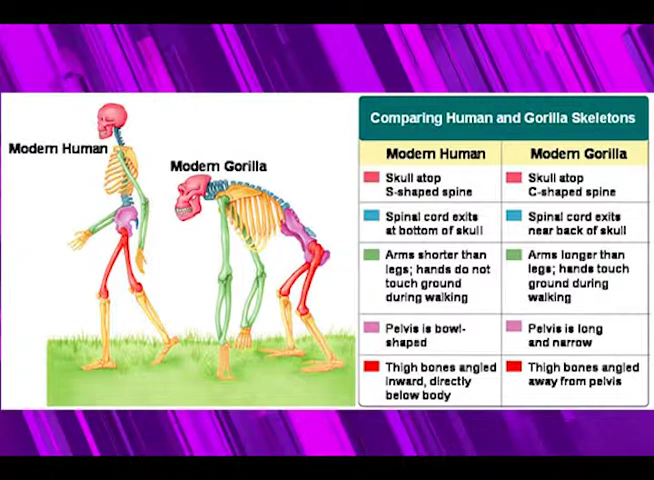 Modern Human
Modern Gorilla
Comparing Human and Gorilla Skeletons
Modern Human
Modern Gorilla
Skull atop
S-shaped spine
Skull atop
C-shaped spine
Spinal cord exits
at bottom of skull
Spinal cord exits
near back of skull
Arms shorter than
legs; hands do not
touch ground
during walking
Arms longer than
legs; hands touch
ground during
walking
Pelvis is bowl-
shaped
Pelvis is long
and narrow
Thigh bones angled
inward, directly
below body
Thigh bones angled
away from pelvis